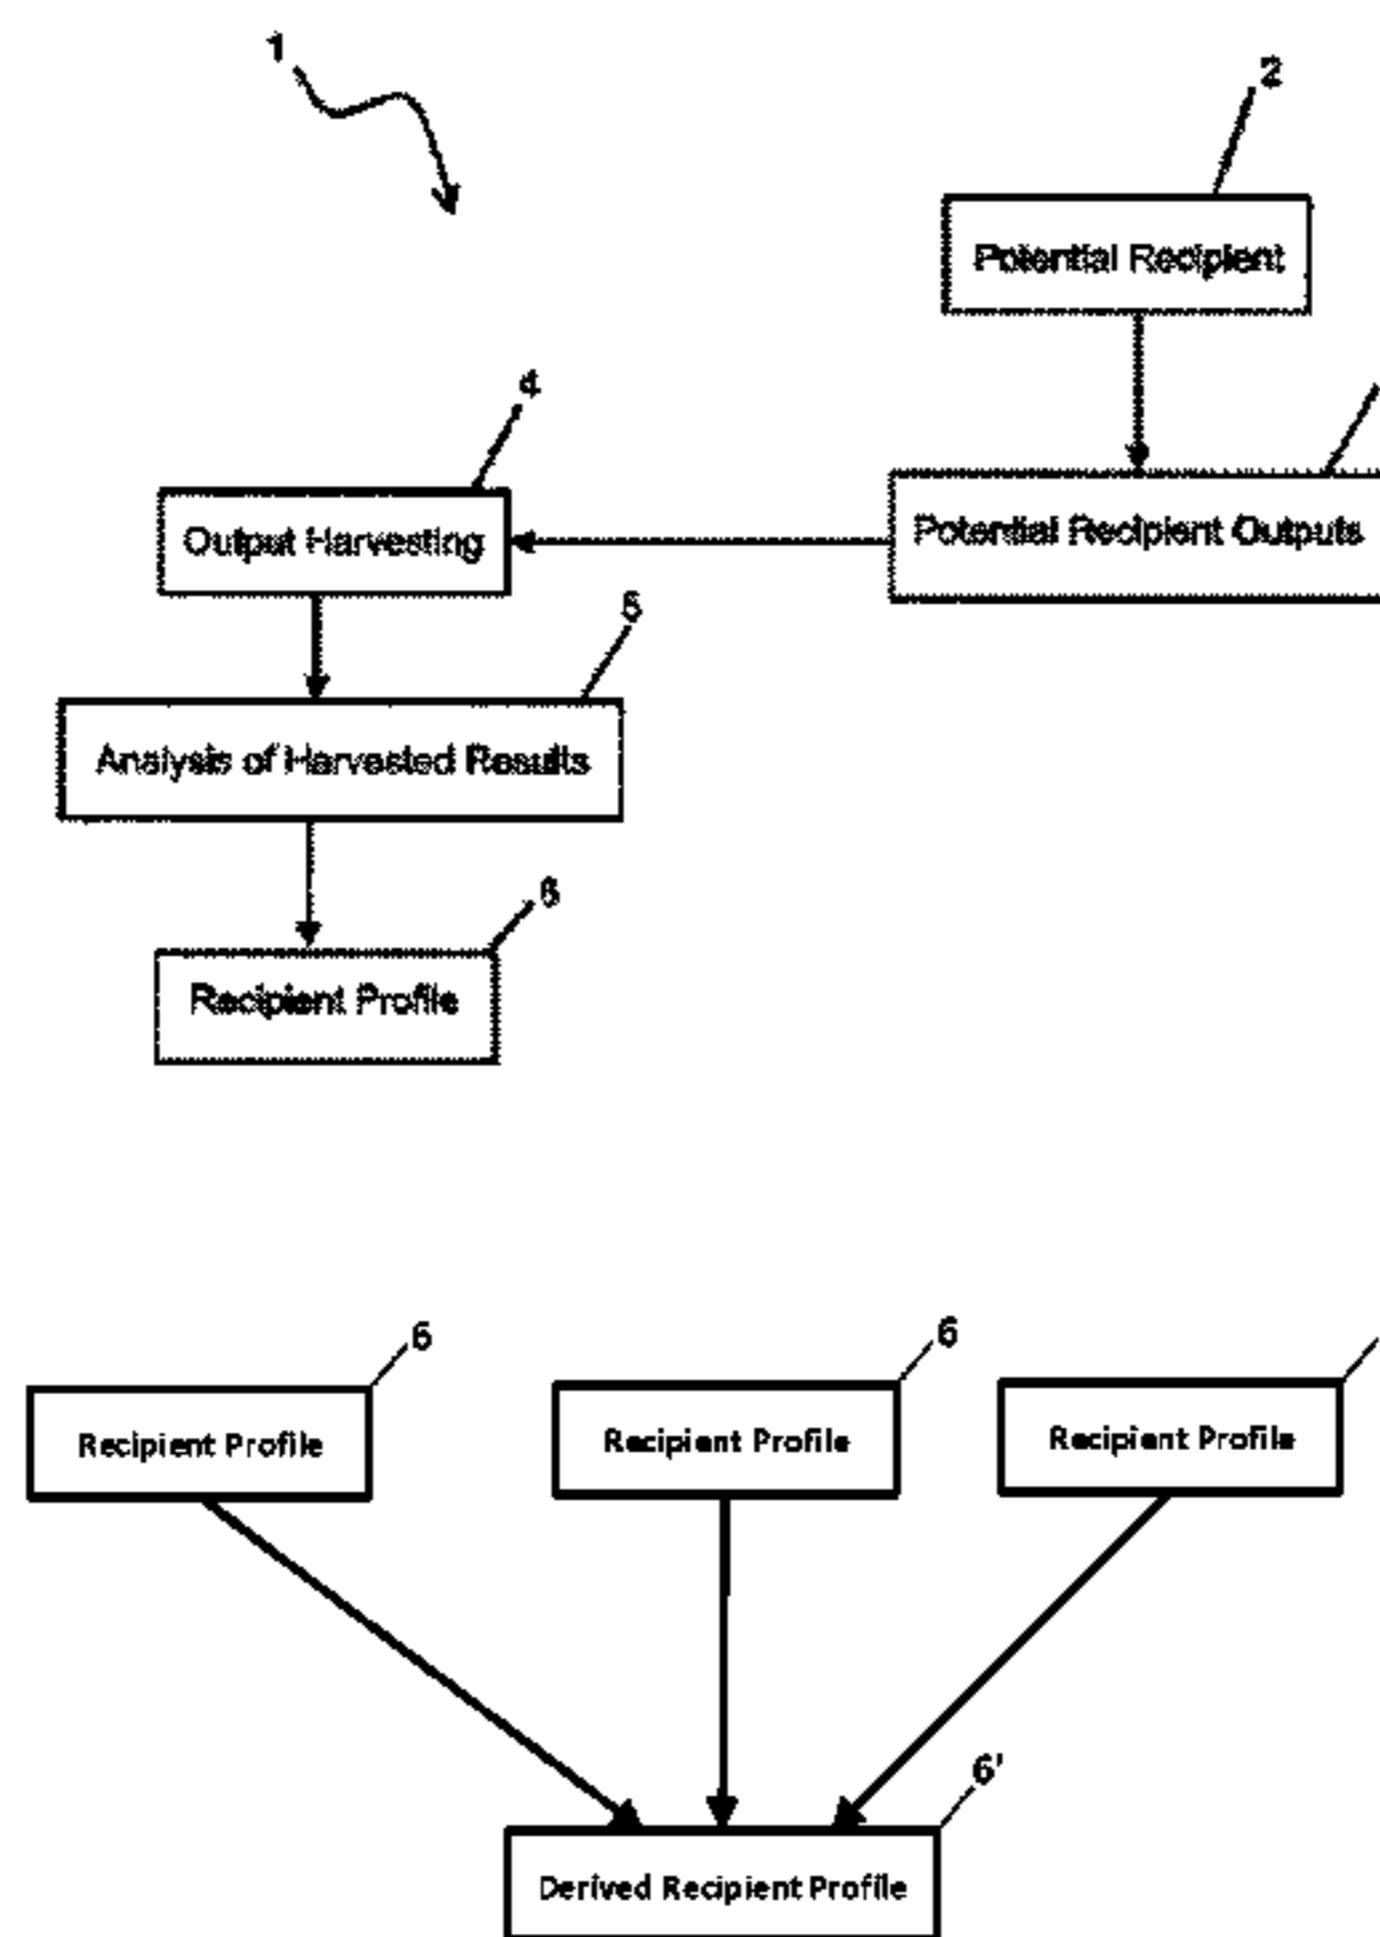 1
2
Potential Recipient
4
Potential Recipient Outputs
Output Harvesting
5
Analysis of Harvested Results
6
Recipient Profile
6
6
Recipient Profile
Recipient Profile
Recipient Profile
6'
Derived Recipient Profile